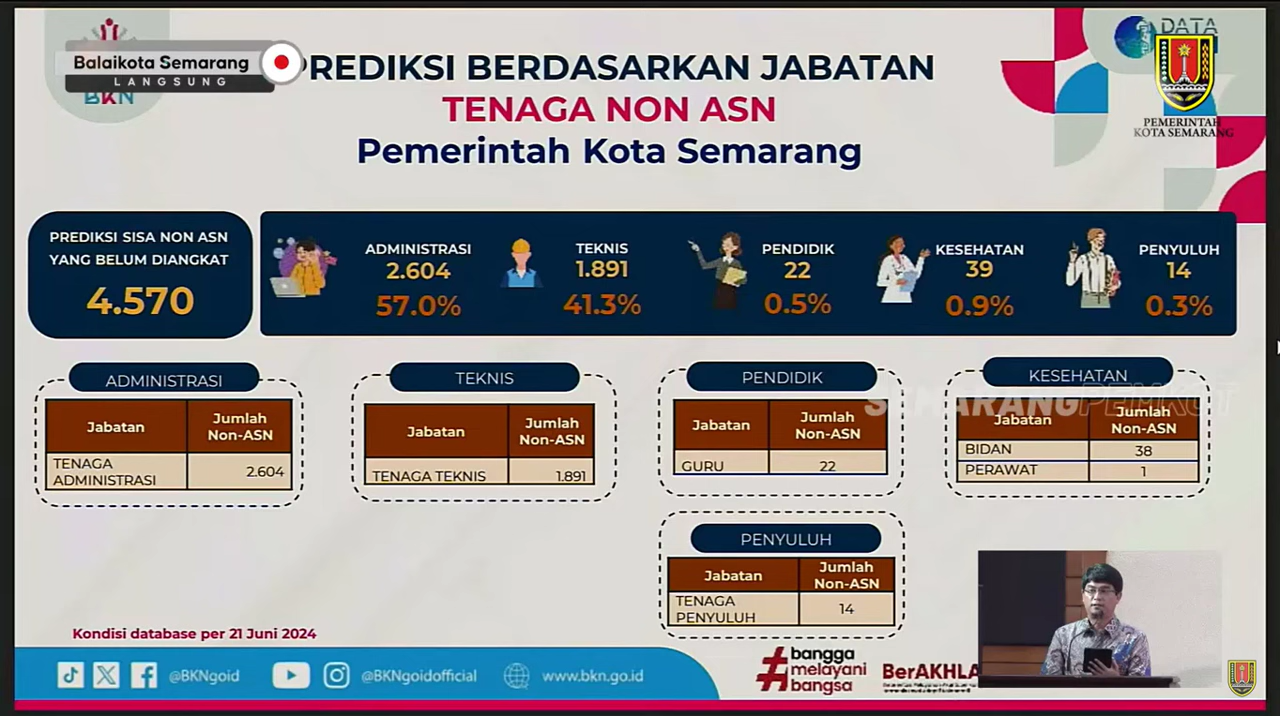 Balaikota Semarang
LANGSUNG
BKN
PREDIKSI BERDASARKAN JABATAN
TENAGA NON ASN
Pemerintah Kota Semarang
DATA
PEMERINTAH
KOTA SEMARANG
PREDIKSI SISA NON ASN
YANG BELUM DIANGKAT
4.570
ADMINISTRASI
2.604
57.0%
TEKNIS
1.891
41.3%
PENDIDIK
22
0.5%
KESEHATAN
39
0.9%
PENYULUH
14
0.3%
ADMINISTRASI
Jabatan Jumlah
Non-ASN
TENAGA
ADMINISTRASI 2.604
TEKNIS
Jabatan Jumlah
Non-ASN
TENAGA TEKNIS 1.891
PENDIDIK
Jabatan Jumlah
Non-ASN
GURU 22
KESEHATAN
SEMARANGPEMKOT
Jabatan Jumlah
Non-ASN
BIDAN 38
PERAWAT 1
PENYULUH
Jabatan Jumlah
Non-ASN
TENAGA
PENYULUH 14
Kondisi database per 21 Juni 2024
@BKNgoid
@BKNgoidofficial
www.bkn.go.id
#bangga
melayani
bangsa
BerAKHLA